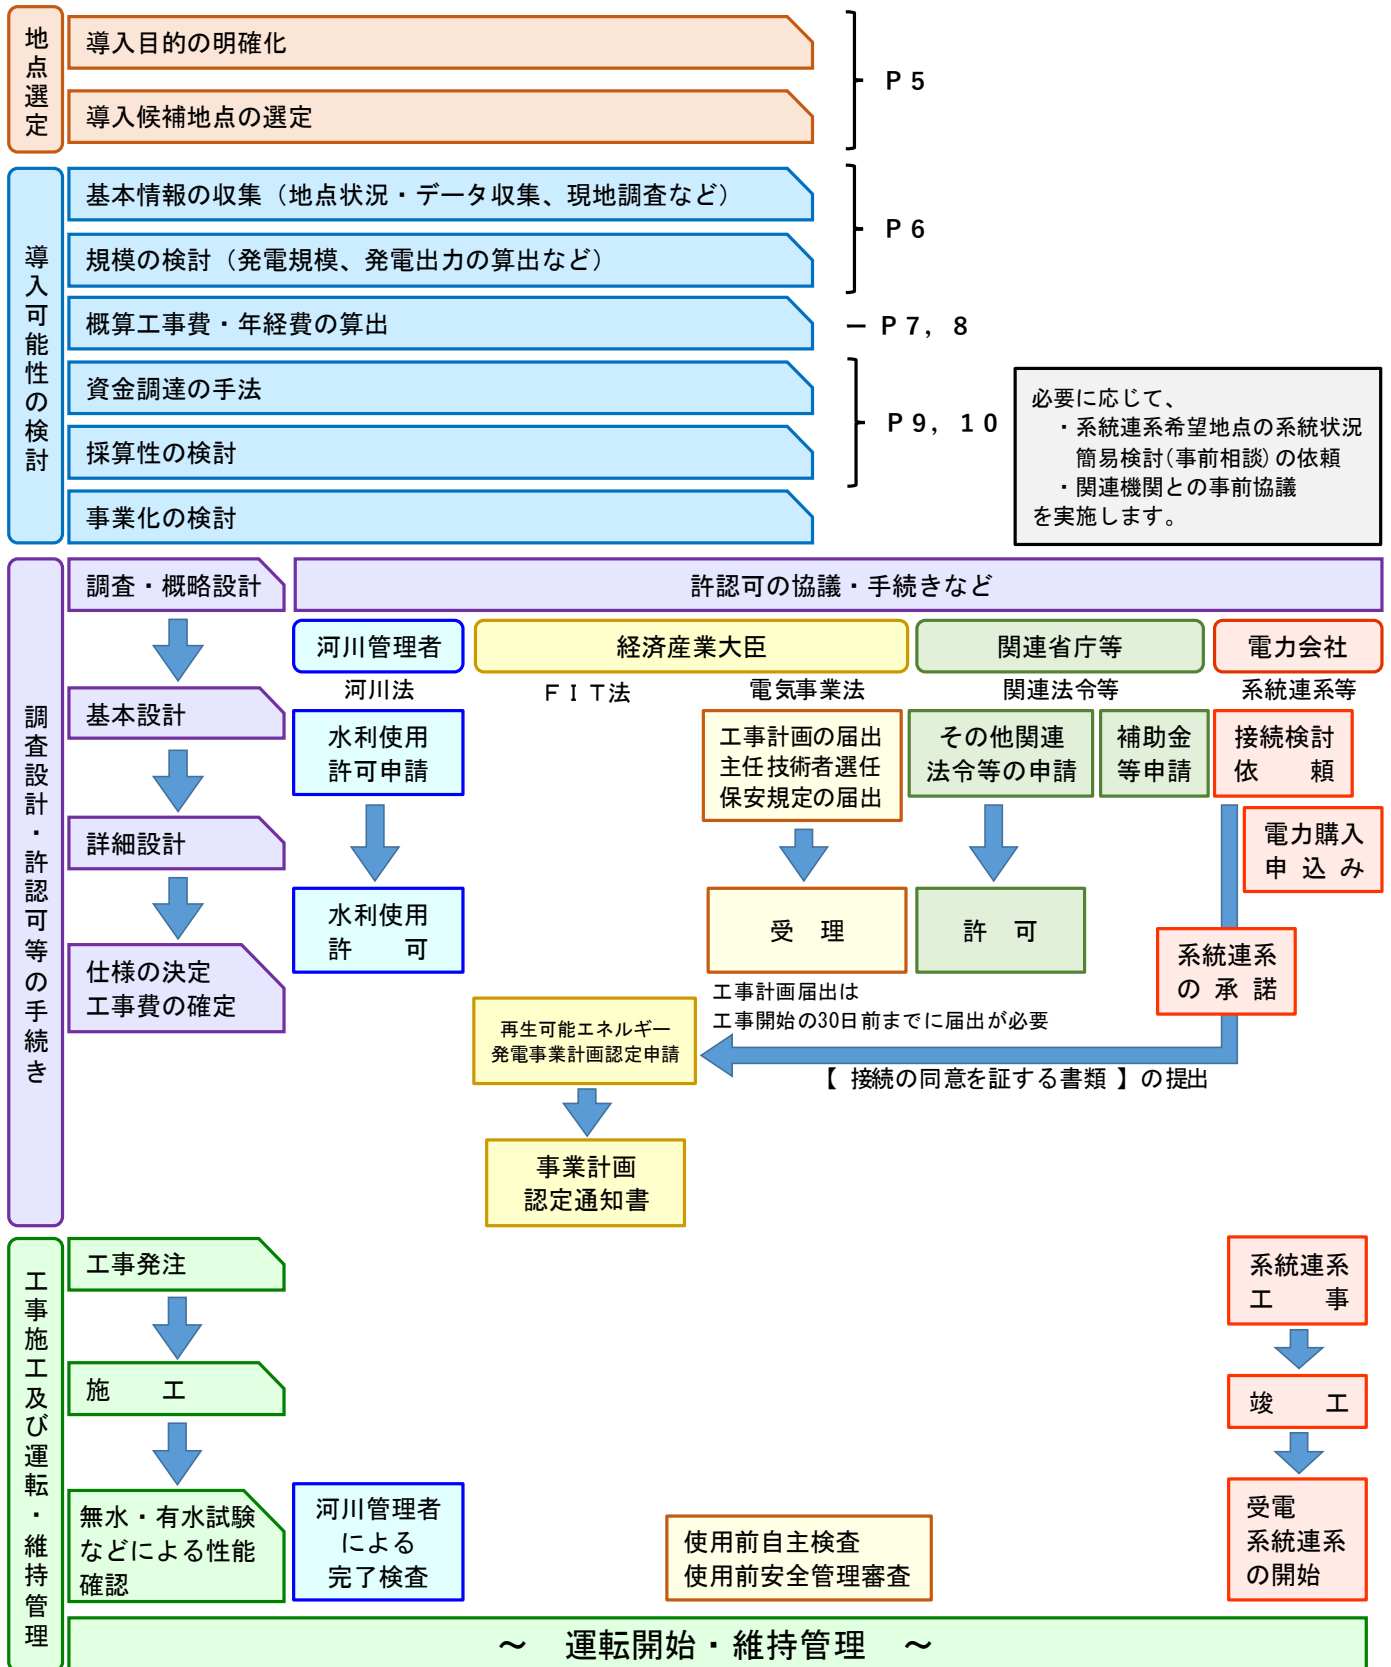 地点選定
導入目的の明確化
導入候補地点の選定
P 5
導入可能性の検討
基本情報の収集（地点状況・データ収集、現地調査など）
規模の検討（発電規模、発電出力の算出など）
P 6
概算工事費・年経費の算出
P 7, 8
資金調達の手法
採算性の検討
P 9, 1 0
事業化の検討
必要に応じて、
・系統連系希望地点の系統状況
簡易検討(事前相談)の依頼
・関連機関との事前協議
を実施します。
調査設計・許認可等の手続き
調査・概略設計
基本設計
詳細設計
仕様の決定
工事費の確定
許認可の協議・手続きなど
河川管理者
河川法
水利使用
許可申請
水利使用
許　可
経済産業大臣
ＦＩＴ法
電気事業法
工事計画の届出
主任技術者選任
保安規定の届出
受　理
工事計画届出は
工事開始の30日前までに届出が必要
再生可能エネルギー
発電事業計画認定申請
事業計画
認定通知書
関連省庁等
関連法令等
その他関連
法令等の申請
補助金
等申請
許　可
電力会社
系統連系等
接続検討
依　頼
電力購入
申 込 み
系統連系
の 承 諾
【 接続の同意を証する書類 】の提出
工事施工及び運転・維持管理
工事発注
施　工
無水・有水試験
などによる性能
確認
河川管理者
による
完了検査
使用前自主検査
使用前安全管理審査
系統連系
工　事
竣　工
受電
系統連系
の開始
～　運転開始・維持管理　～